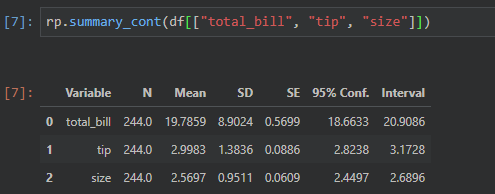 [7]: rp.summary_cont(df[["total_bill", "tip", "size"]])
[7]: Variable N Mean SD SE 95% Conf. Interval
0 total_bill 244.0 19.7859 8.9024 0.5699 18.6633 20.9086
1 tip 244.0 2.9983 1.3836 0.0886 2.8238 3.1728
2 size 244.0 2.5697 0.9511 0.0609 2.4497 2.6896